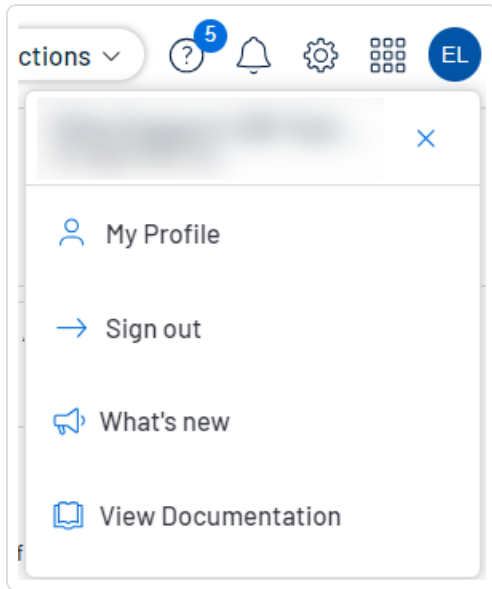 ctions
5
EL
My Profile
Sign out
What's new
View Documentation
f